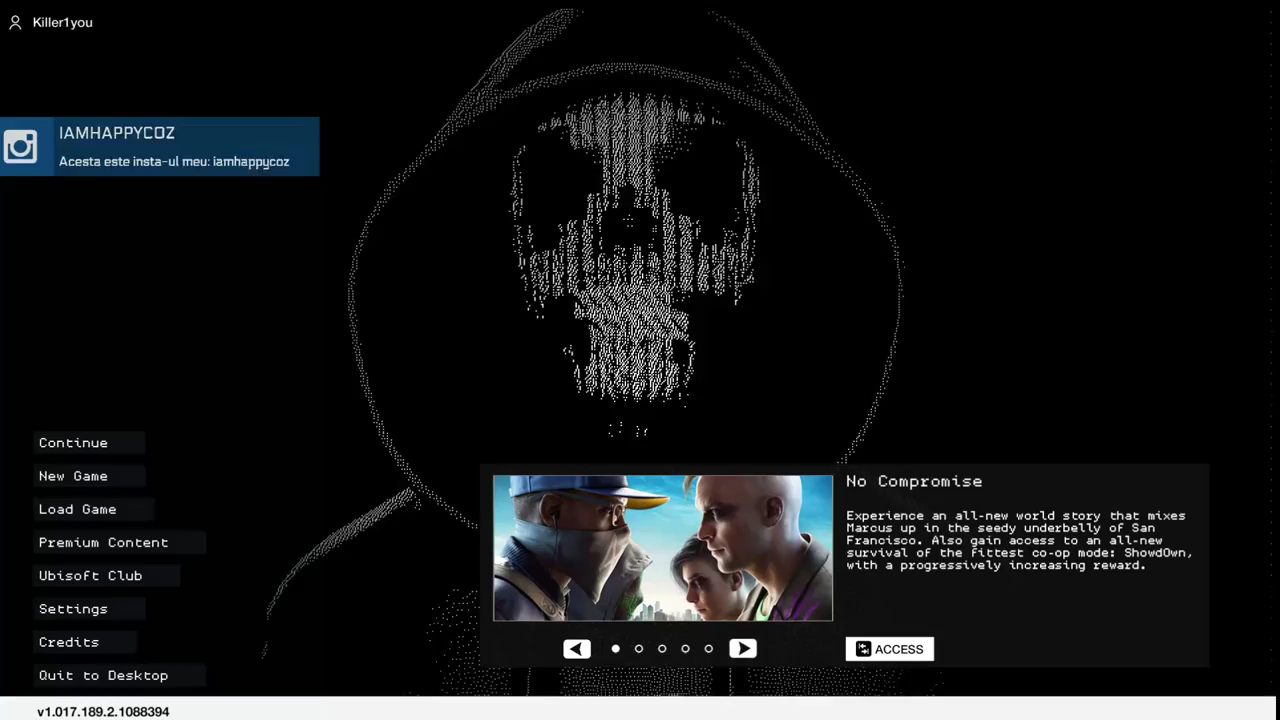 Killer1you
IAMHAPPYCOZ
Acesta este insta-ul meu: iamhappycoz
Continue
New Game
Load Game
Premium Content
Ubisoft Club
Settings
Credits
Quit to Desktop
No Compromise
Experience an all-new world story that mixes
Marcus up in the seedy underbelly of San
Francisco. Also gain access to an all-new
survival of the fittest co-op mode: ShowdOwn,
with a progressively increasing reward.
ACCESS
v1.017.189.2.1088394